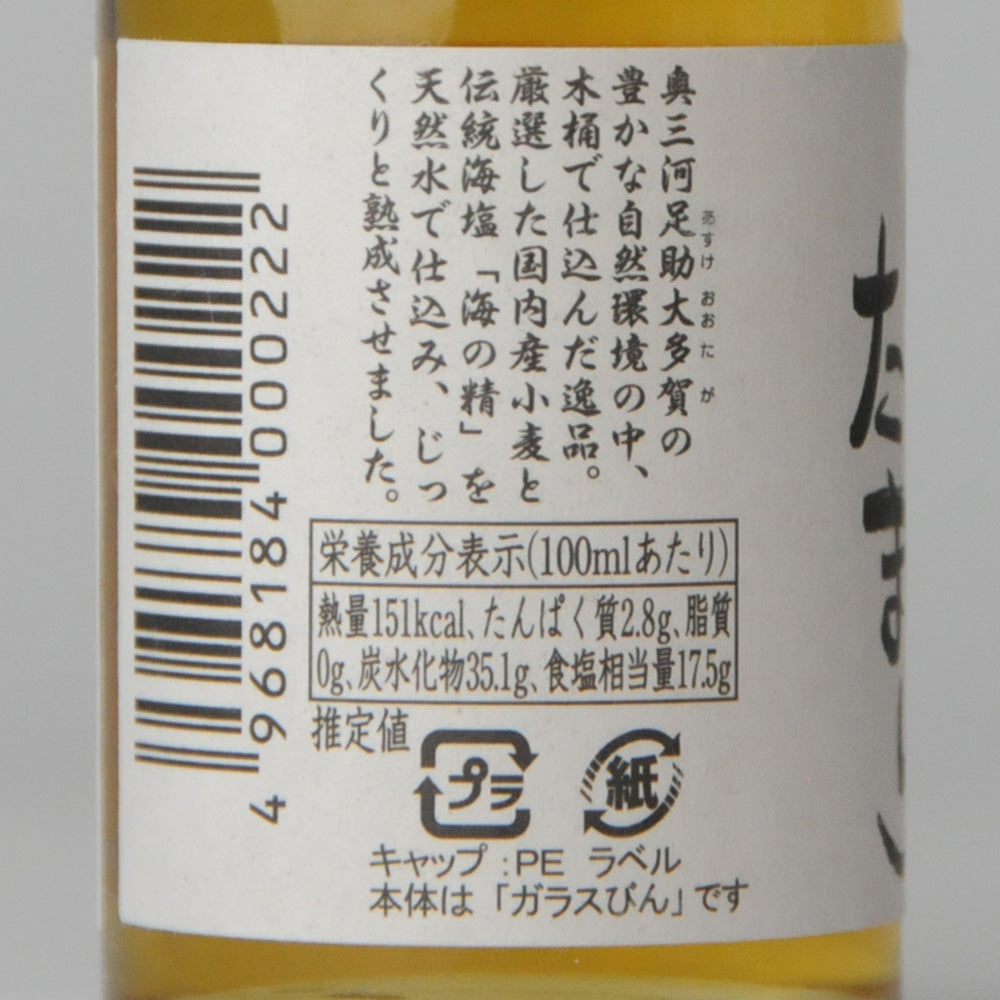 奥三河足助大多賀の
あすけ おおたが
豊かな自然環境の中、
木桶で仕込んだ逸品。
厳選した国内産小麦と
伝統海塩「海の精」を
天然水で仕込み、じっ
くりと熟成させました。
栄養成分表示(100mlあたり)
熱量151kcal、たんぱく質2.8g、脂質
0g、炭水化物35.1g、食塩相当量17.5g
推定値
プラ
紙
キャップ:PE ラベル
本体は「ガラスびん」です
4968184000222
たまり